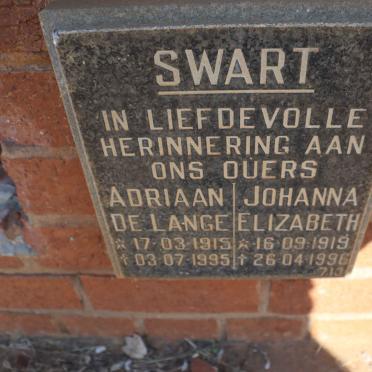 SWART
IN LIEFDEVOLLE
HERINNERING AAN
ONS OUERS
ADRIAAN JOHANNA
DE LANGE ELIZABETH
* 17-03-1915 * 16-09-1919
† 03-07-1995 † 26-04-1996
713